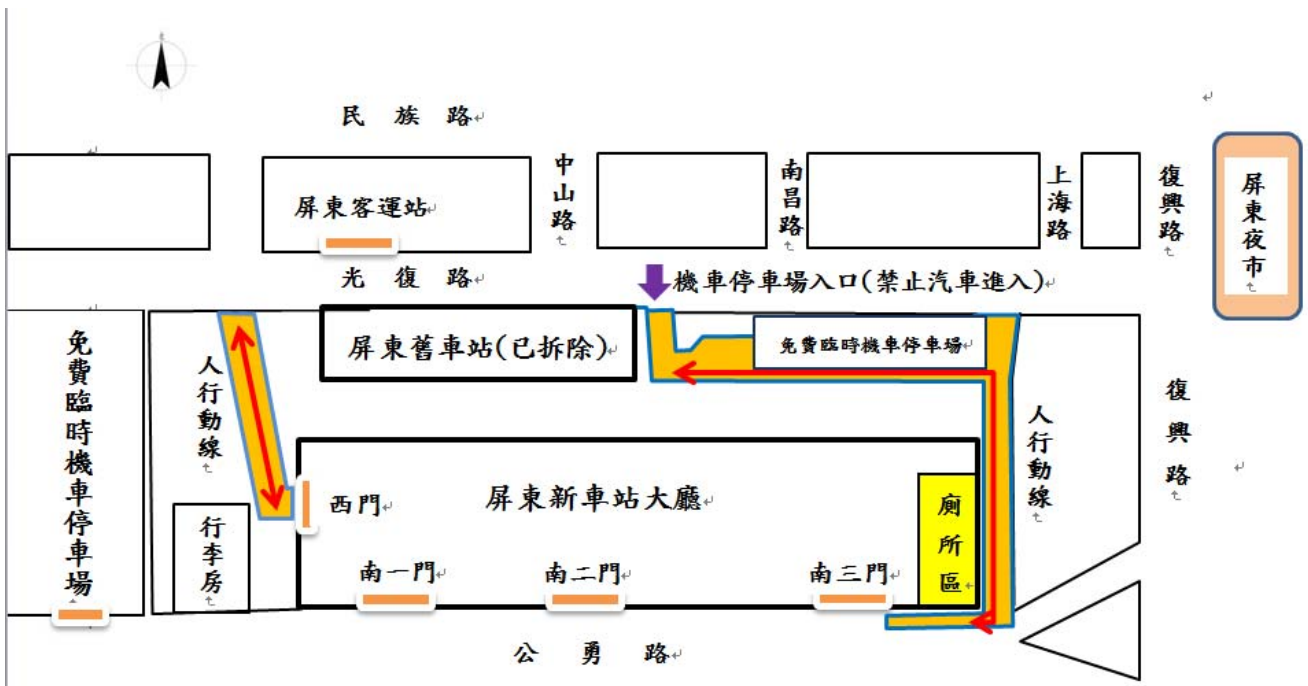 民族路
中山路
南昌路
上海路
復興路
屏東夜市
屏東客運站
光復路
機車停車場入口(禁止汽車進入)
免費臨時機車停車場
人行動線
屏東舊車站(已拆除)
免費臨時機車停車場
人行動線
復興路
行李房
西門
屏東新車站大廳
廁所區
南一門
南二門
南三門
公勇路